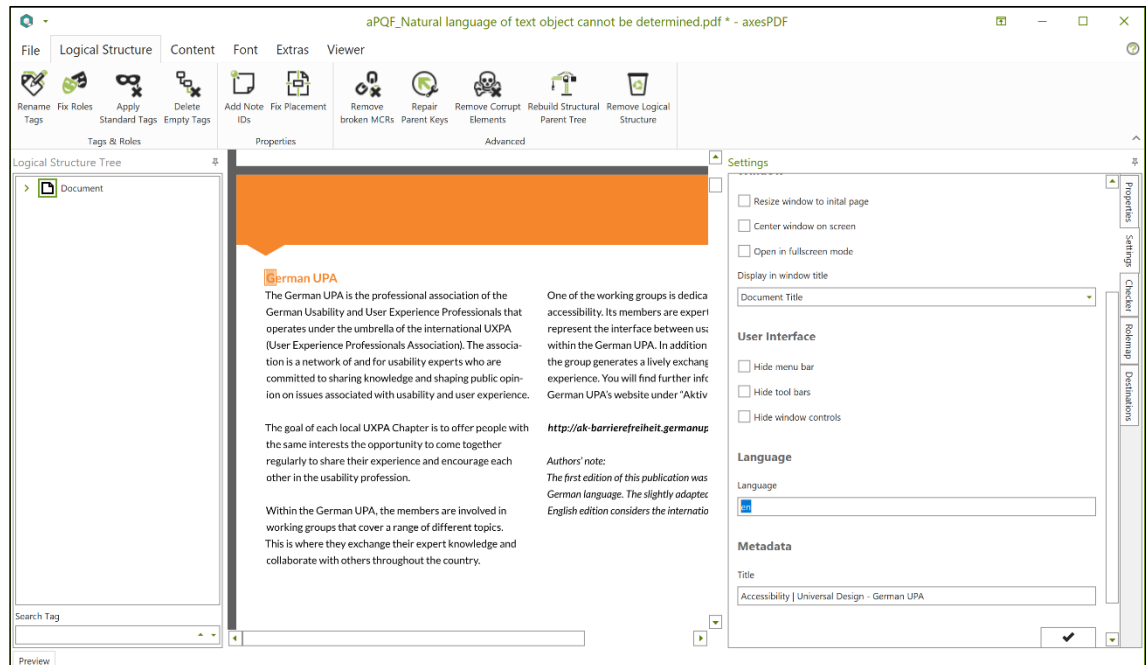 aPQF_Natural language of text object cannot be determined.pdf * - axesPDF
File Logical Structure Content Font Extras Viewer
Rename Tags
Fix Roles
Apply Standard Tags
Delete Empty Tags
Add Note IDs
Fix Placement
Remove broken MCRs
Repair Parent Keys
Remove Corrupt Elements
Rebuild Structural Parent Tree
Remove Logical Structure
Tags & Roles
Properties
Advanced
Logical Structure Tree
Document
Search Tag
Preview
German UPA
The German UPA is the professional association of the
German Usability and User Experience Professionals that
operates under the umbrella of the international UXPA
(User Experience Professionals Association). The associa-
tion is a network of and for usability experts who are
committed to sharing knowledge and shaping public opin-
ion on issues associated with usability and user experience.
The goal of each local UXPA Chapter is to offer people with
the same interests the opportunity to come together
regularly to share their experience and encourage each
other in the usability profession.
Within the German UPA, the members are involved in
working groups that cover a range of different topics.
This is where they exchange their expert knowledge and
collaborate with others throughout the country.
One of the working groups is dedica
accessibility. Its members are expert
represent the interface between usa
within the German UPA. In addition
the group generates a lively exchang
experience. You will find further info
German UPA's website under "Aktiv
http://ak-barrierefreiheit.germanup
Authors' note:
The first edition of this publication was
German language. The slightly adapted
English edition considers the internatio
Settings
Resize window to inital page
Center window on screen
Open in fullscreen mode
Display in window title
Document Title
User Interface
Hide menu bar
Hide tool bars
Hide window controls
Language
Language
en
Metadata
Title
Accessibility | Universal Design - German UPA
Properties
Settings
Checker
Rolemap
Destinations